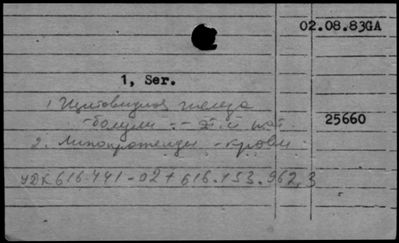 02.08.83GA
1, Ser.
1 Щитовидная железа
25660
2. Липопротеиды - крови
УДК 616.441-02+616.153.962,3